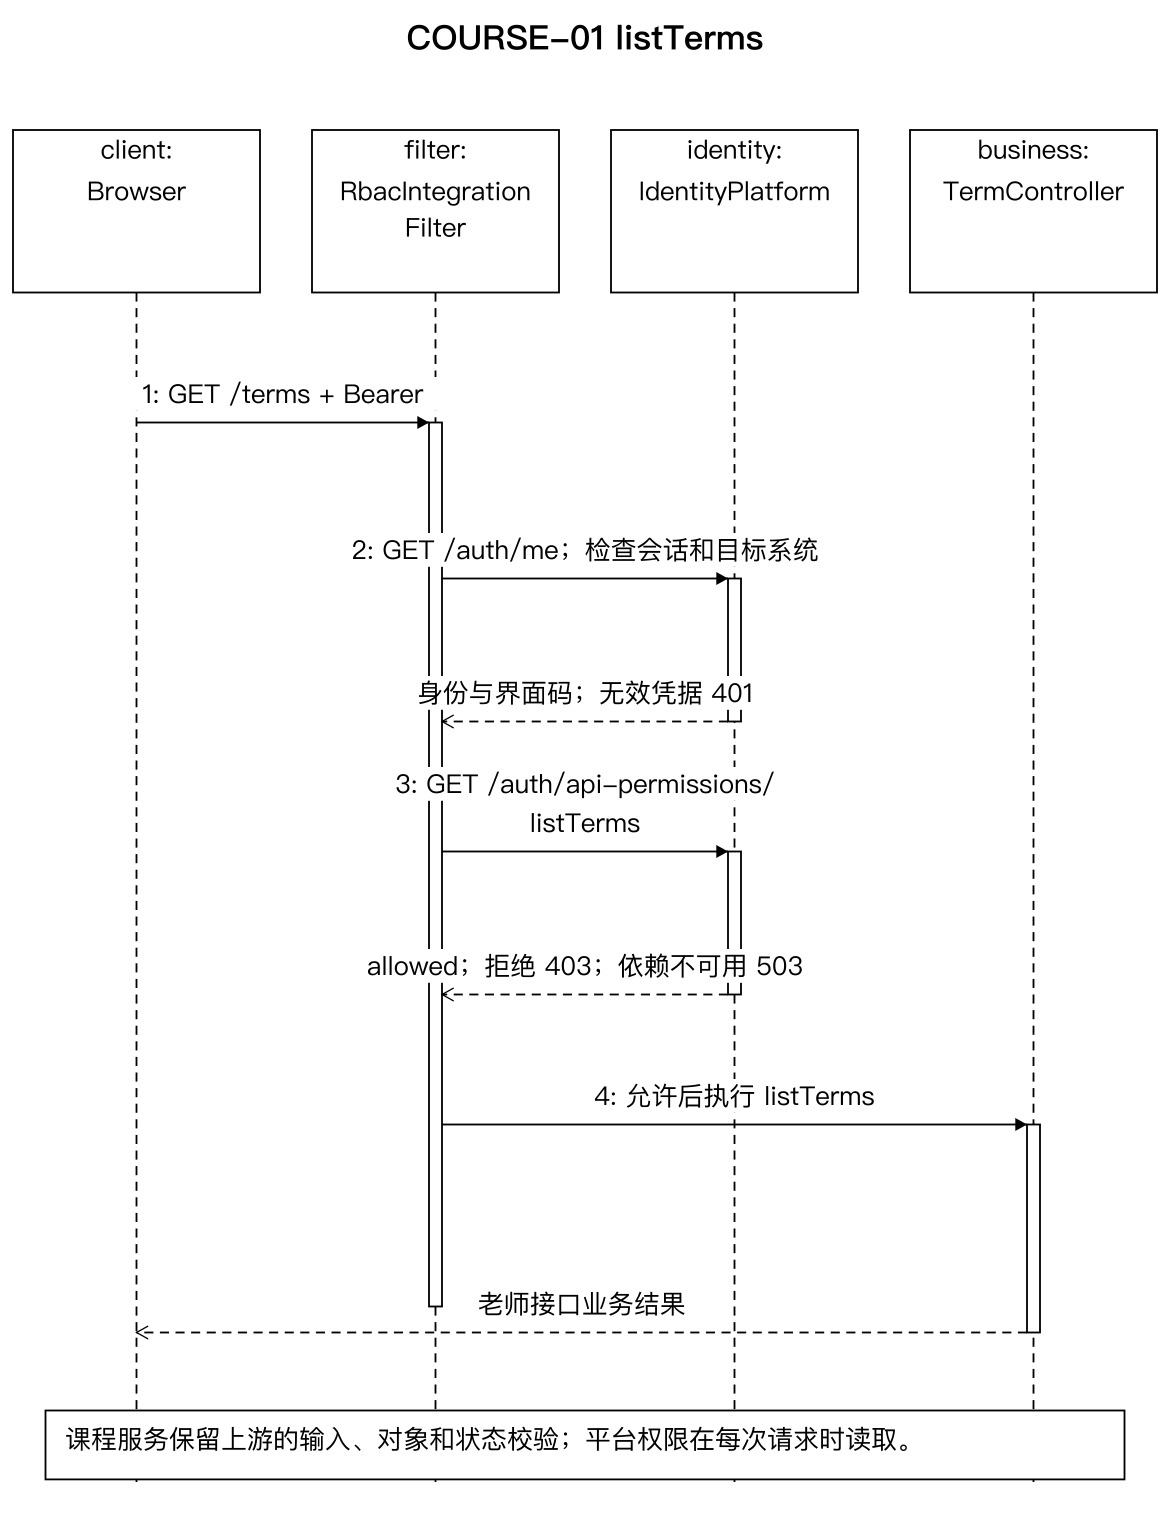 COURSE–01 listTerms
client:
Browser
filter:
RbacIntegration
Filter
identity:
IdentityPlatform
business:
TermController
1: GET /terms + Bearer
2: GET /auth/me；检查会话和目标系统
身份与界面码；无效凭据 401
3: GET /auth/api–permissions/
listTerms
allowed；拒绝 403；依赖不可用 503
4: 允许后执行 listTerms
老师接口业务结果
课程服务保留上游的输入、对象和状态校验；平台权限在每次请求时读取。